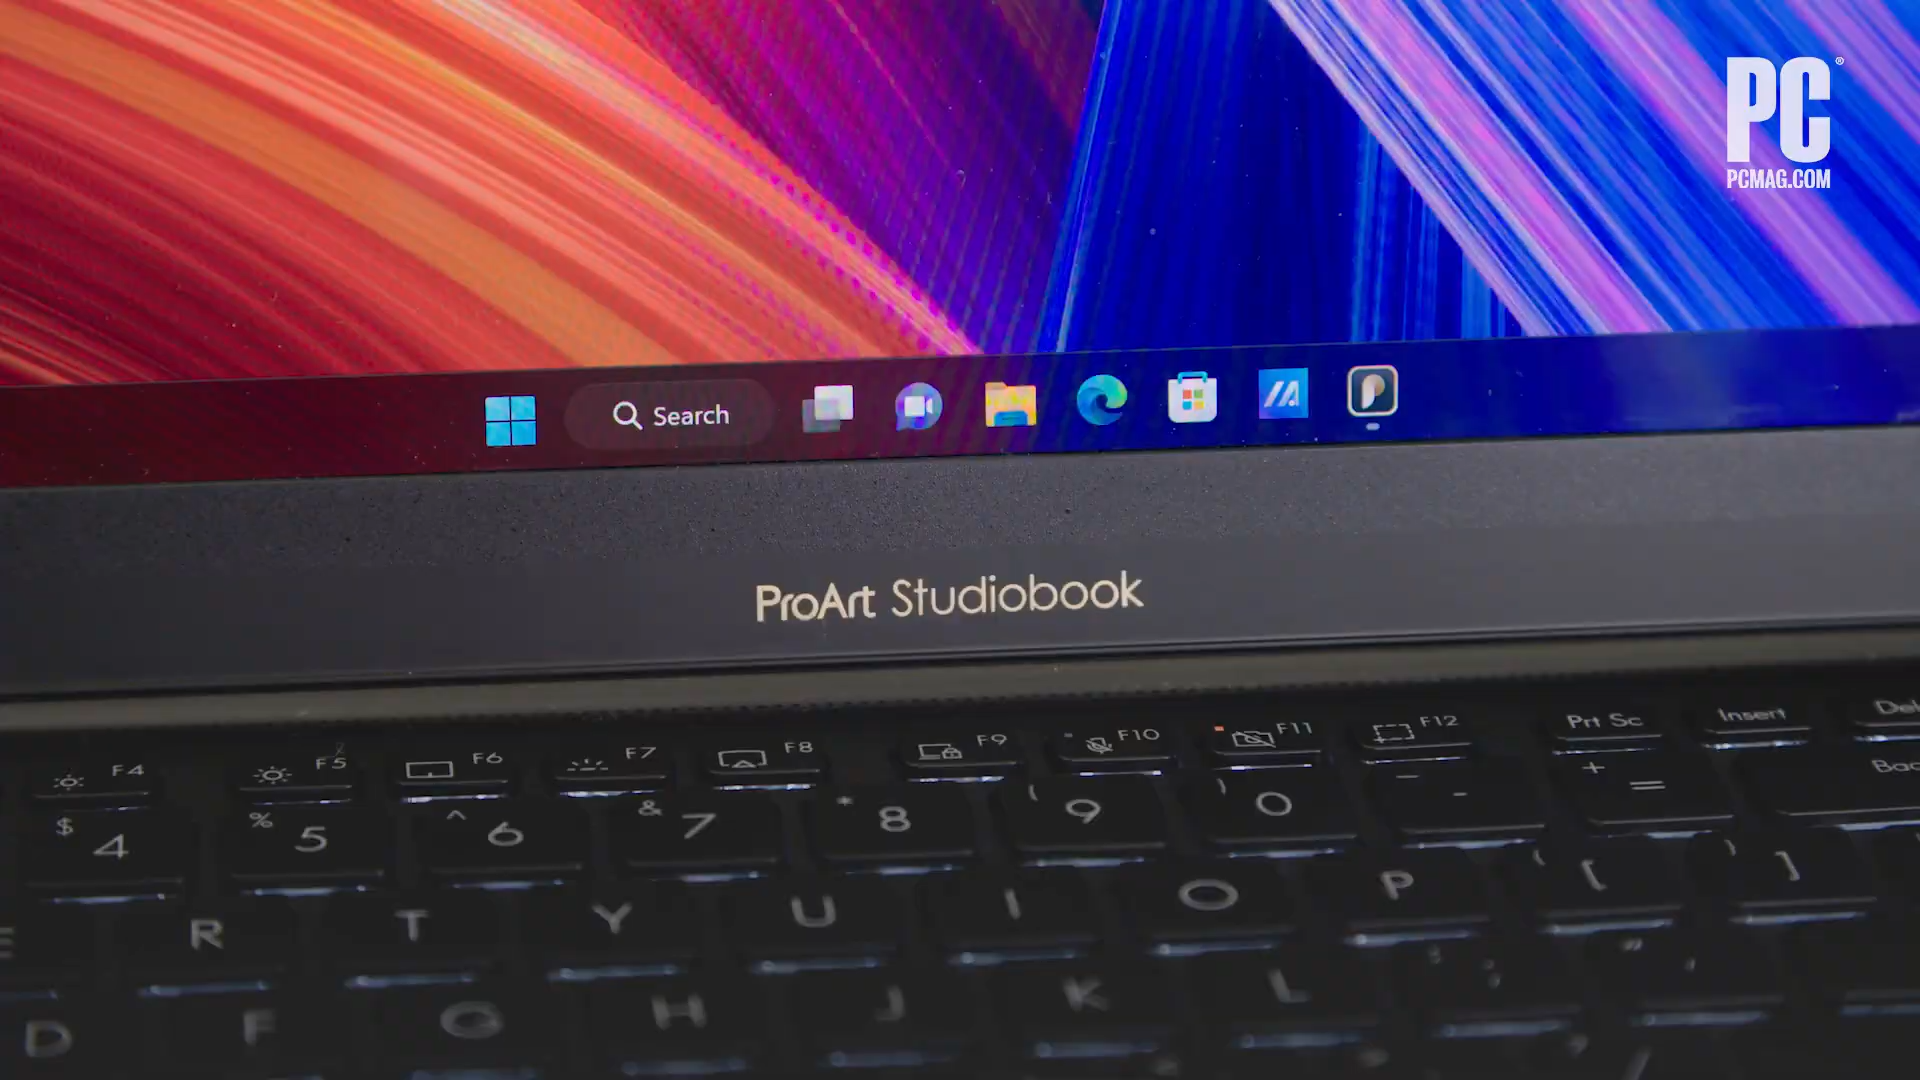 PC®
PCMAG.COM
Search
ProArt Studiobook
F4 F5 F6 F7 F8 F9 F10 F11 F12 Prt Sc Insert
$ 4 % 5 ^ 6 & 7 * 8 ( 9 ) 0 - + =
R T Y U I O P [ ]
D F G H J K L